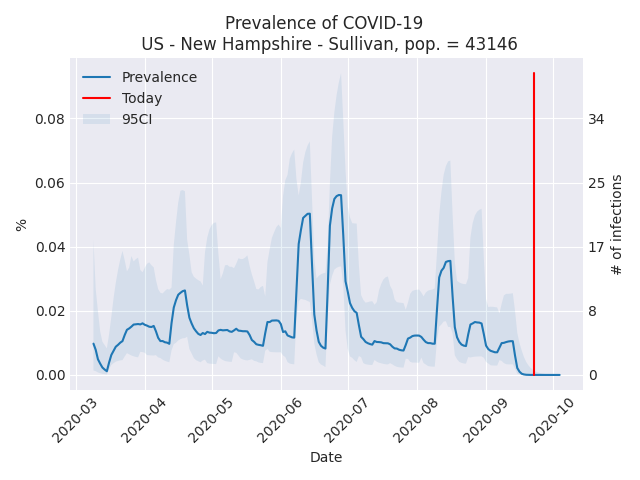 Prevalence of COVID-19
US - New Hampshire - Sullivan, pop. = 43146
Prevalence
Today
95CI
0.08
0.06
0.04
0.02
0.00
%
34
25
17
8
0
# of infections
2020-03
2020-04
2020-05
2020-06
2020-07
2020-08
2020-09
2020-10
Date